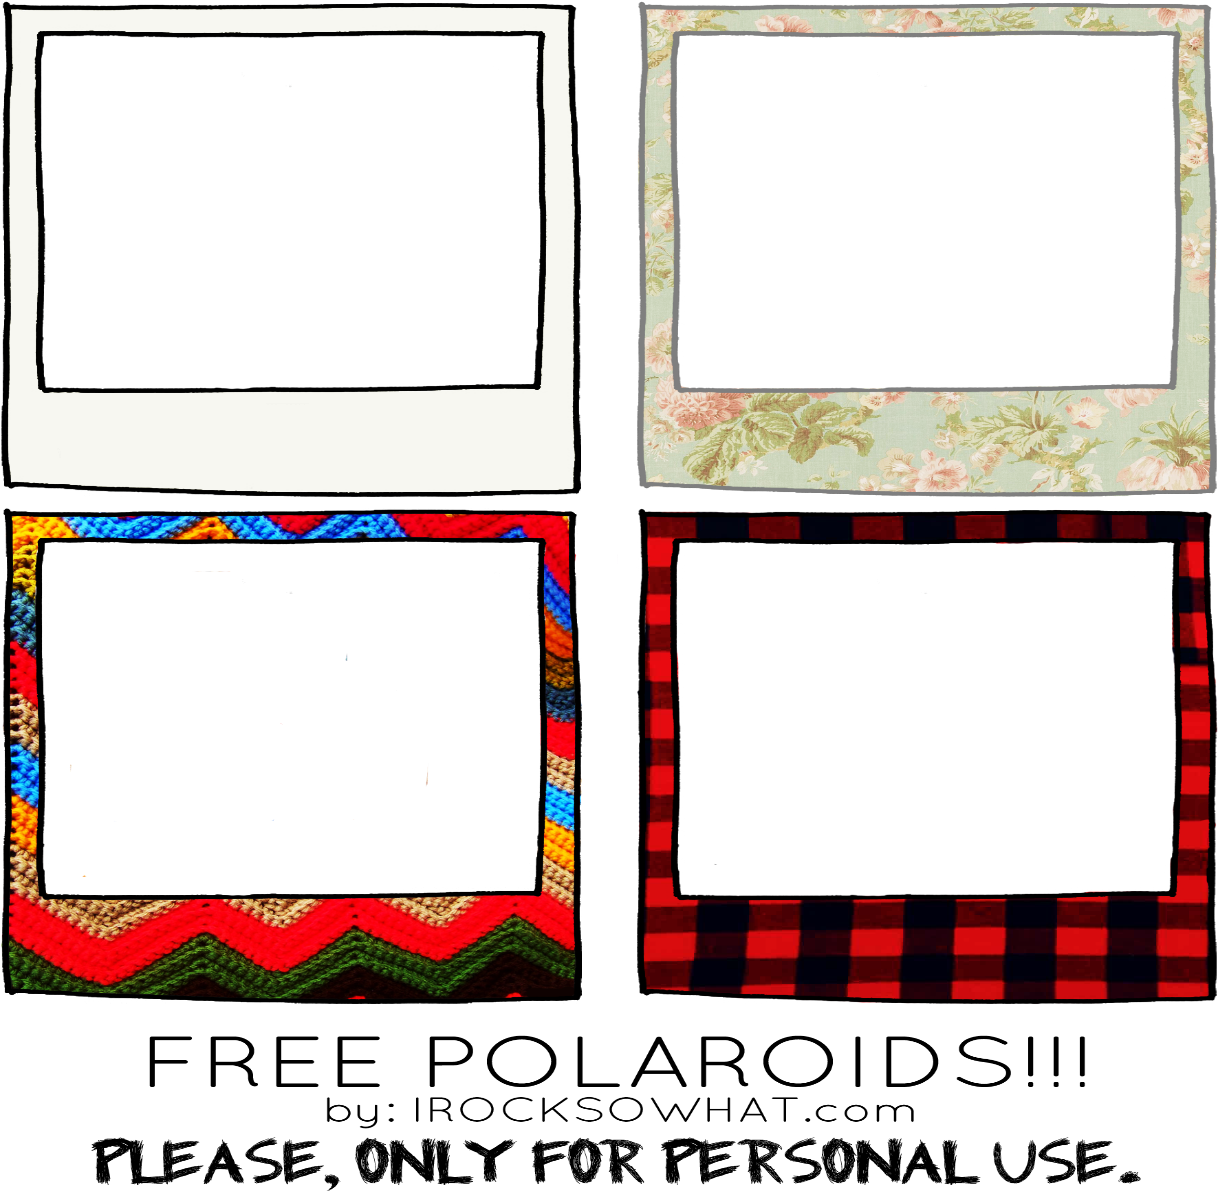 FREE POLAROIDS!!!
by: IROCKSOWHAT.com
PLEASE, ONLY FOR PERSONAL USE.